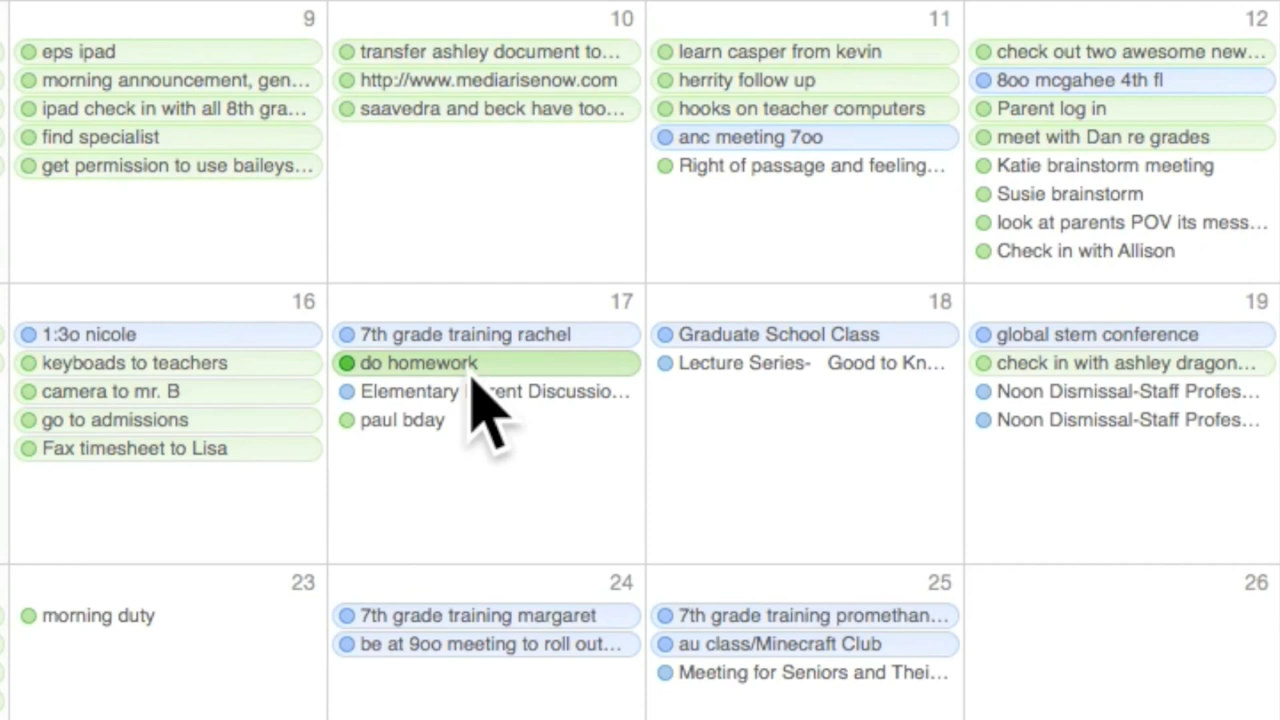 9
eps ipad
morning announcement, gen...
ipad check in with all 8th gra...
find specialist
get permission to use baileys...
10
transfer ashley document to...
http://www.mediarisenow.com
saavedra and beck have too...
11
learn casper from kevin
herrity follow up
hooks on teacher computers
anc meeting 7oo
Right of passage and feeling...
12
check out two awesome new...
8oo mcgahee 4th fl
Parent log in
meet with Dan re grades
Katie brainstorm meeting
Susie brainstorm
look at parents POV its mess...
Check in with Allison
16
1:3o nicole
keyboads to teachers
camera to mr. B
go to admissions
Fax timesheet to Lisa
17
7th grade training rachel
do homework
Elementary Discussio...
paul bday
18
Graduate School Class
Lecture Series- Good to Kn...
19
global stem conference
check in with ashley dragon...
Noon Dismissal-Staff Profes...
Noon Dismissal-Staff Profes...
23
morning duty
24
7th grade training margaret
be at 9oo meeting to roll out...
25
7th grade training promethan...
au class/Minecraft Club
Meeting for Seniors and Thei...
26